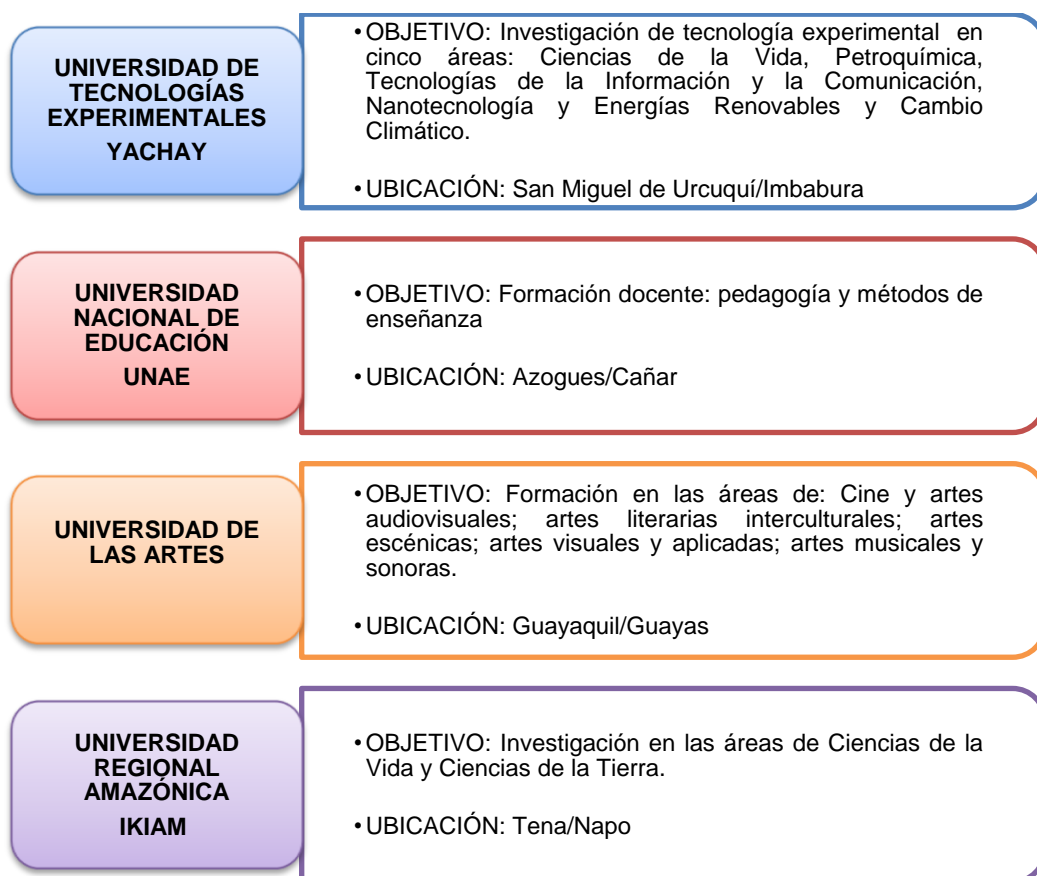 UNIVERSIDAD DE
TECNOLOGÍAS
EXPERIMENTALES
YACHAY
•OBJETIVO: Investigación de tecnología experimental en
cinco áreas: Ciencias de la Vida, Petroquímica,
Tecnologías de la Información y la Comunicación,
Nanotecnología y Energías Renovables y Cambio
Climático.
•UBICACIÓN: San Miguel de Urcuquí/Imbabura
UNIVERSIDAD
NACIONAL DE
EDUCACIÓN
UNAE
•OBJETIVO: Formación docente: pedagogía y métodos de
enseñanza
•UBICACIÓN: Azogues/Cañar
UNIVERSIDAD DE
LAS ARTES
•OBJETIVO: Formación en las áreas de: Cine y artes
audiovisuales; artes literarias interculturales; artes
escénicas; artes visuales y aplicadas; artes musicales y
sonoras.
•UBICACIÓN: Guayaquil/Guayas
UNIVERSIDAD
REGIONAL
AMAZÓNICA
IKIAM
•OBJETIVO: Investigación en las áreas de Ciencias de la
Vida y Ciencias de la Tierra.
•UBICACIÓN: Tena/Napo